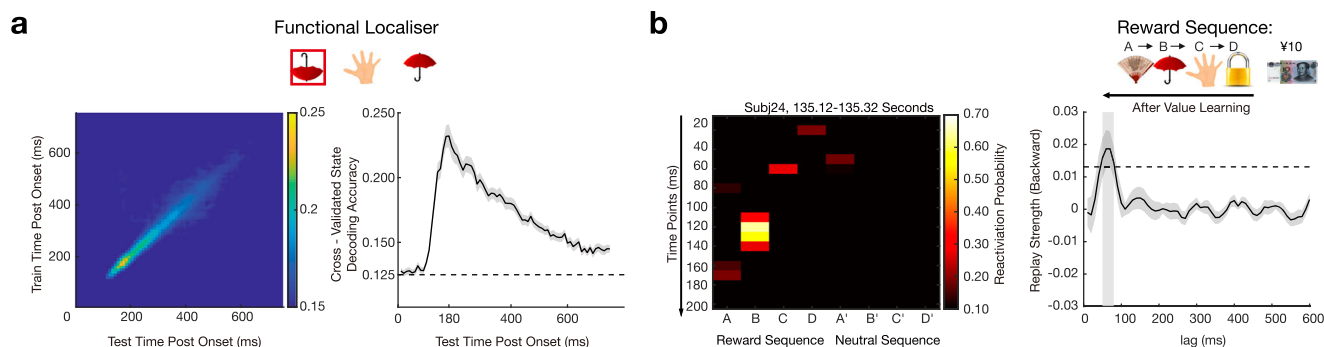 a
Functional Localiser
Train Time Post Onset (ms)
600
400
200
0
0
200
400
600
Test Time Post Onset (ms)
0.25
0.2
0.15
Cross - Validated State
Decoding Accuracy
0.250
0.200
0.150
0.125
0
180
400
600
Test Time Post Onset (ms)
b
Subj24, 135.12-135.32 Seconds
Time Points (ms)
20
40
60
80
100
120
140
160
180
200
A B C D A' B' C' D'
Reward Sequence Neutral Sequence
0.70
0.60
0.50
0.40
0.30
0.20
0.10
Reactiviation Probability
Reward Sequence:
A B C D ¥10
After Value Learning
Replay Strength (Backward)
0.03
0.02
0.01
0
-0.01
-0.02
-0.03
0 100 200 300 400 500 600
lag (ms)